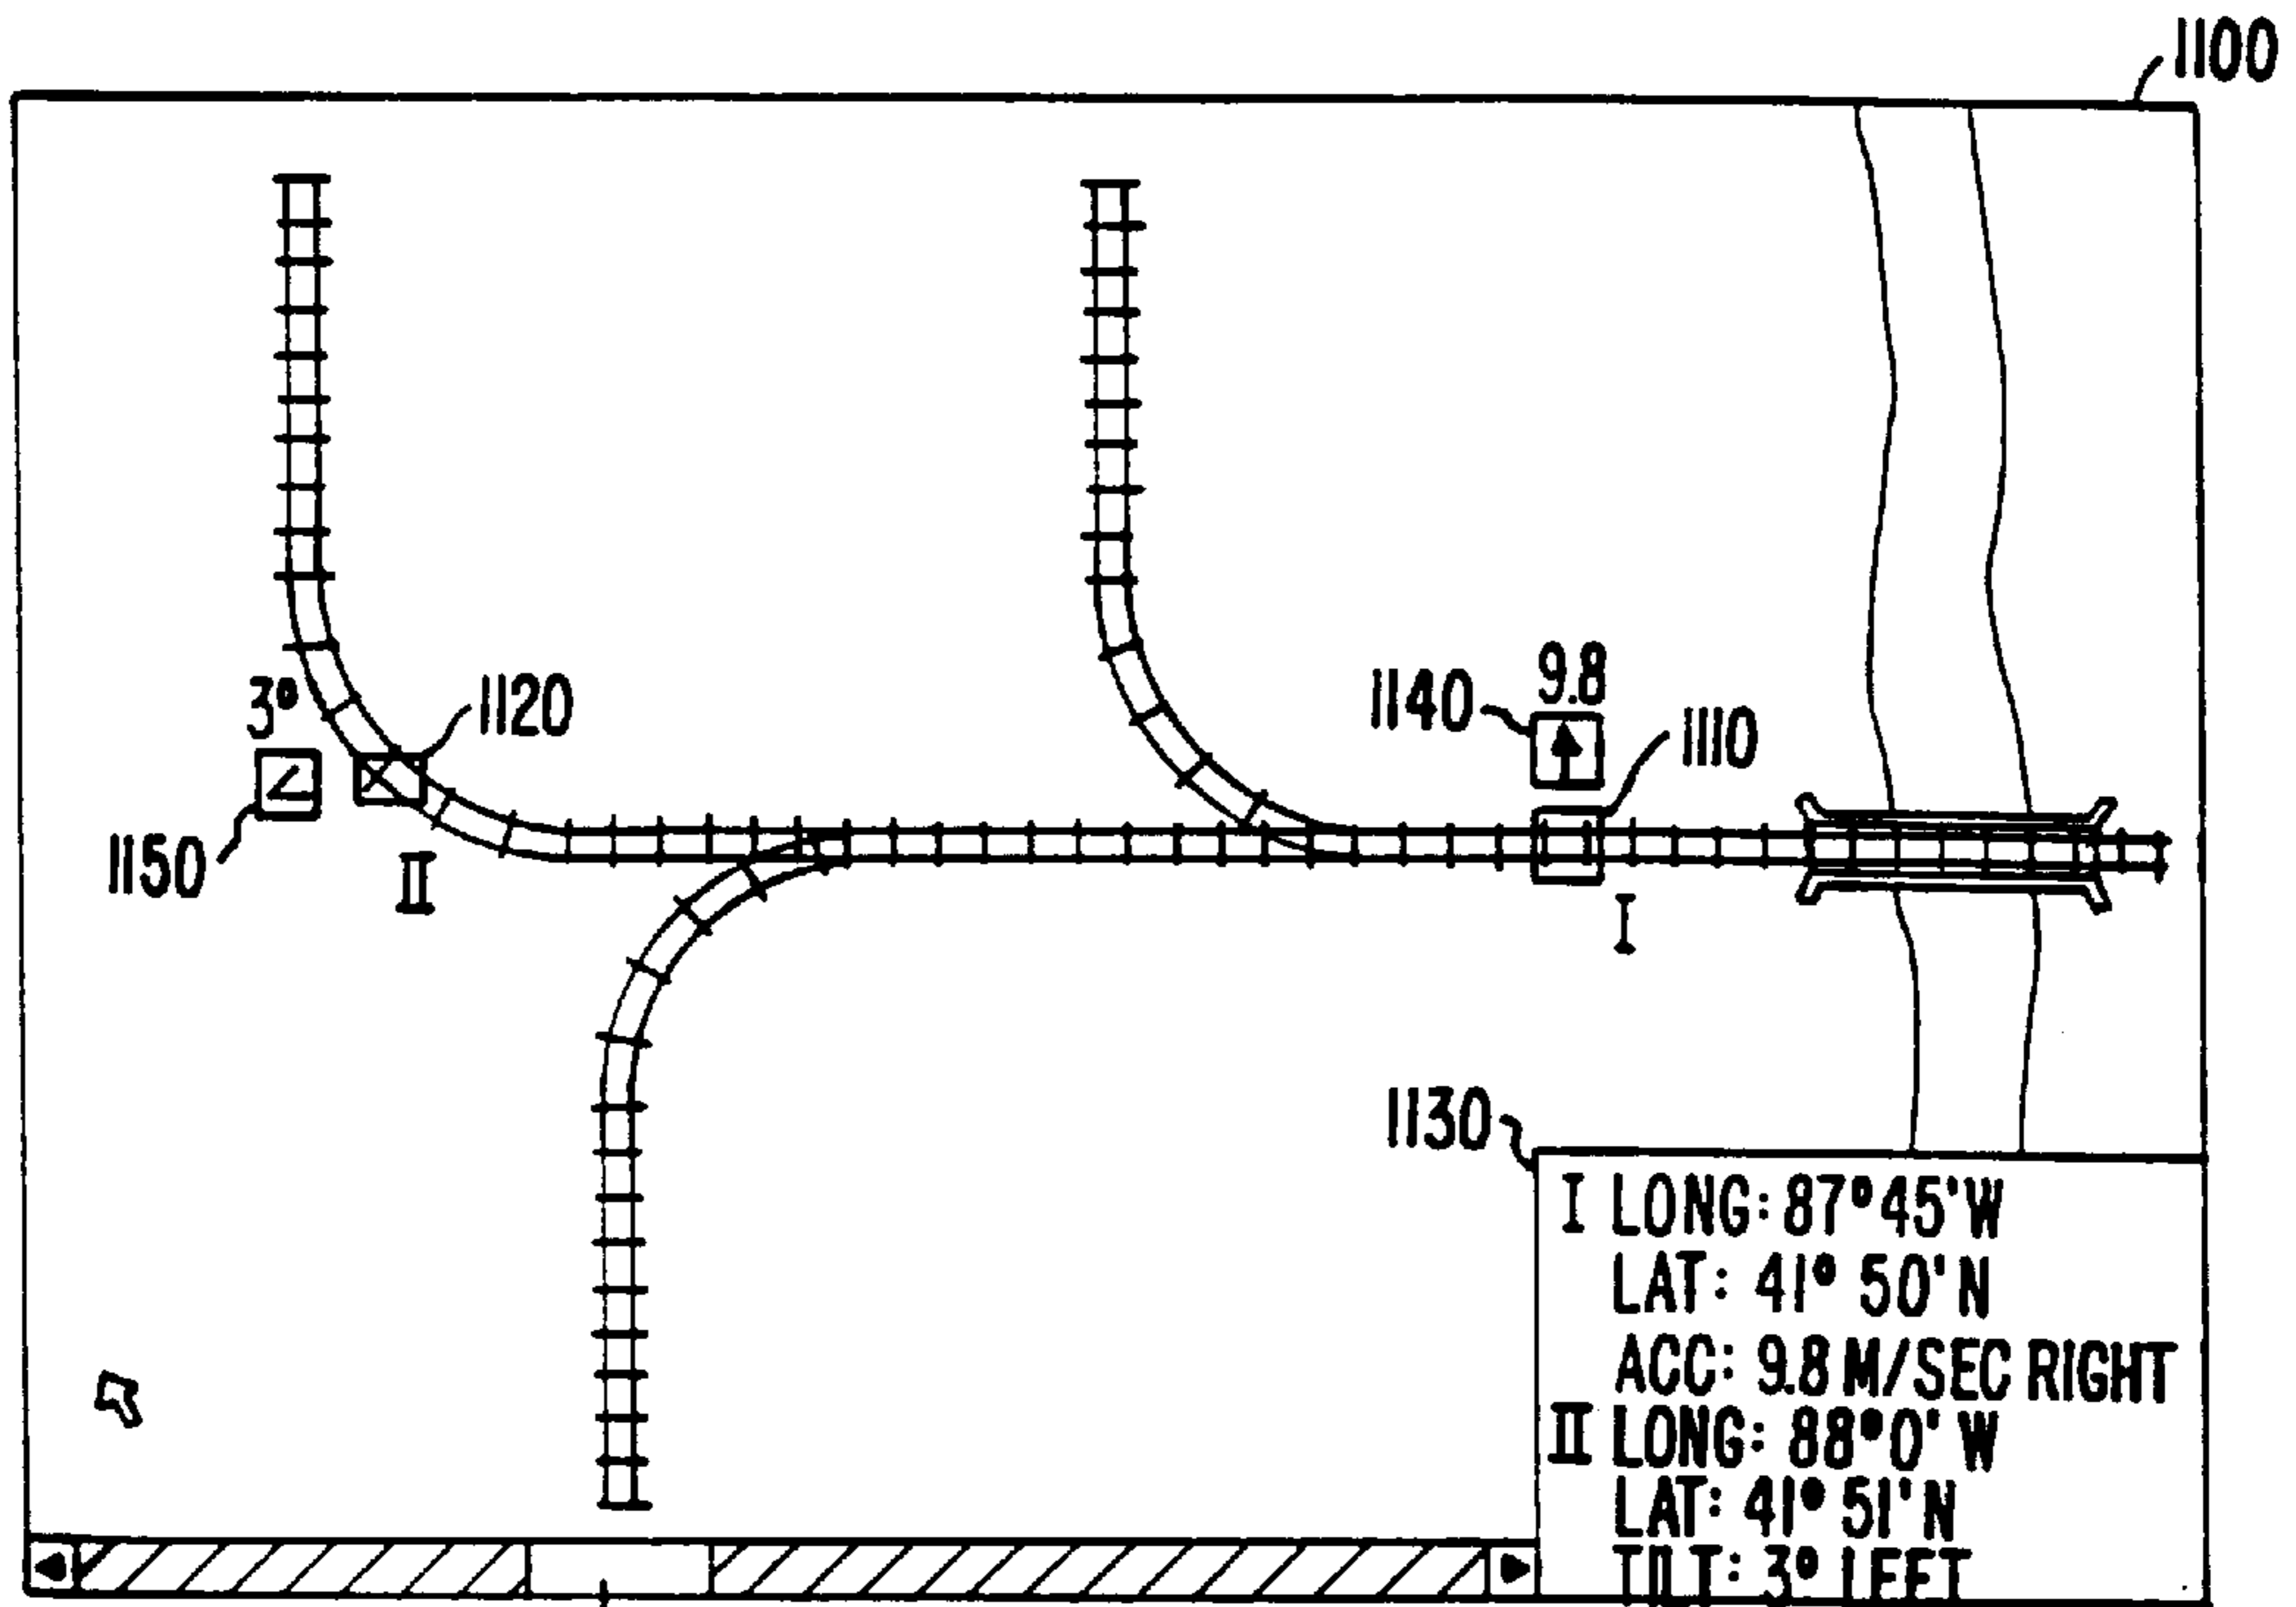 1100
3° 1120
1140 9.8
1110
1150 II
I
1130
I LONG: 87°45'W
LAT: 41° 50'N
ACC: 9.8 M/SEC RIGHT
II LONG: 88°0' W
LAT: 41° 51'N
TILT: 3° LEFT